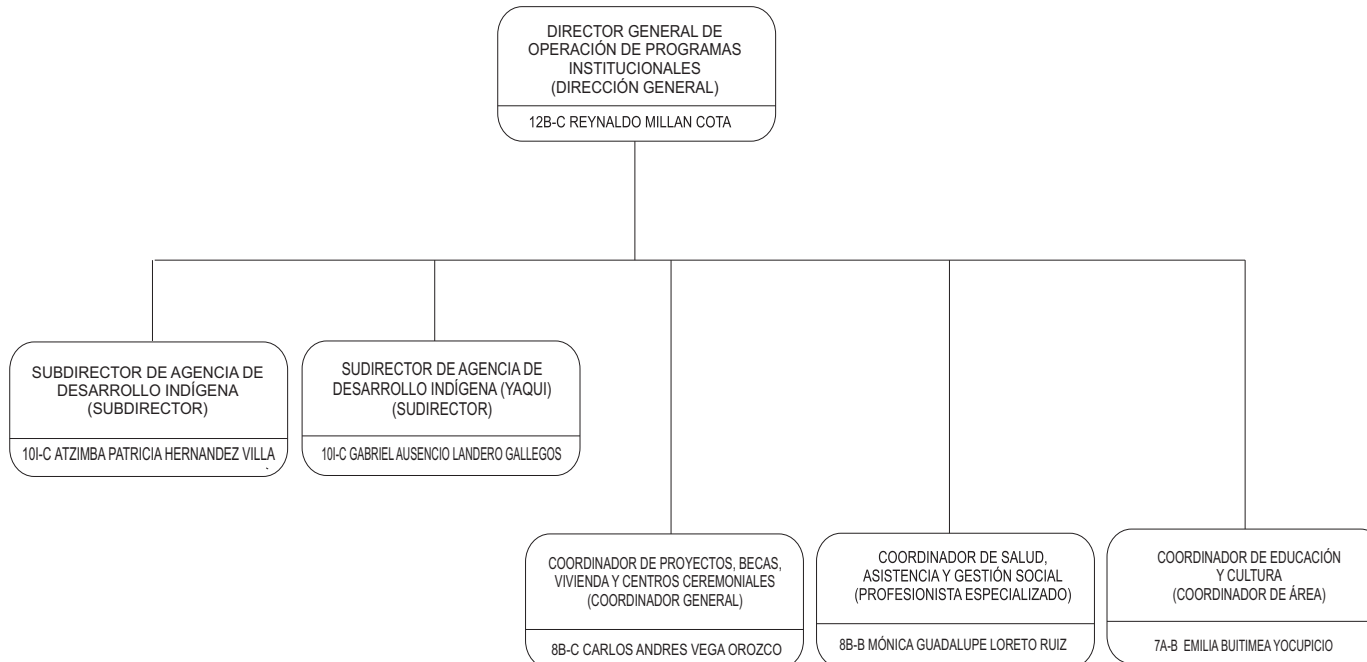 DIRECTOR GENERAL DE
OPERACIÓN DE PROGRAMAS
INSTITUCIONALES
(DIRECCIÓN GENERAL)
12B-C REYNALDO MILLAN COTA
SUBDIRECTOR DE AGENCIA DE
DESARROLLO INDÍGENA
(SUBDIRECTOR)
10I-C ATZIMBA PATRICIA HERNANDEZ VILLA
SUDIRECTOR DE AGENCIA DE
DESARROLLO INDÍGENA (YAQUI)
(SUDIRECTOR)
10I-C GABRIEL AUSENCIO LANDERO GALLEGOS
COORDINADOR DE PROYECTOS, BECAS,
VIVIENDA Y CENTROS CEREMONIALES
(COORDINADOR GENERAL)
8B-C CARLOS ANDRES VEGA OROZCO
COORDINADOR DE SALUD,
ASISTENCIA Y GESTIÓN SOCIAL
(PROFESIONISTA ESPECIALIZADO)
8B-B MÓNICA GUADALUPE LORETO RUIZ
COORDINADOR DE EDUCACIÓN
Y CULTURA
(COORDINADOR DE ÁREA)
7A-B EMILIA BUITIMEA YOCUPICIO